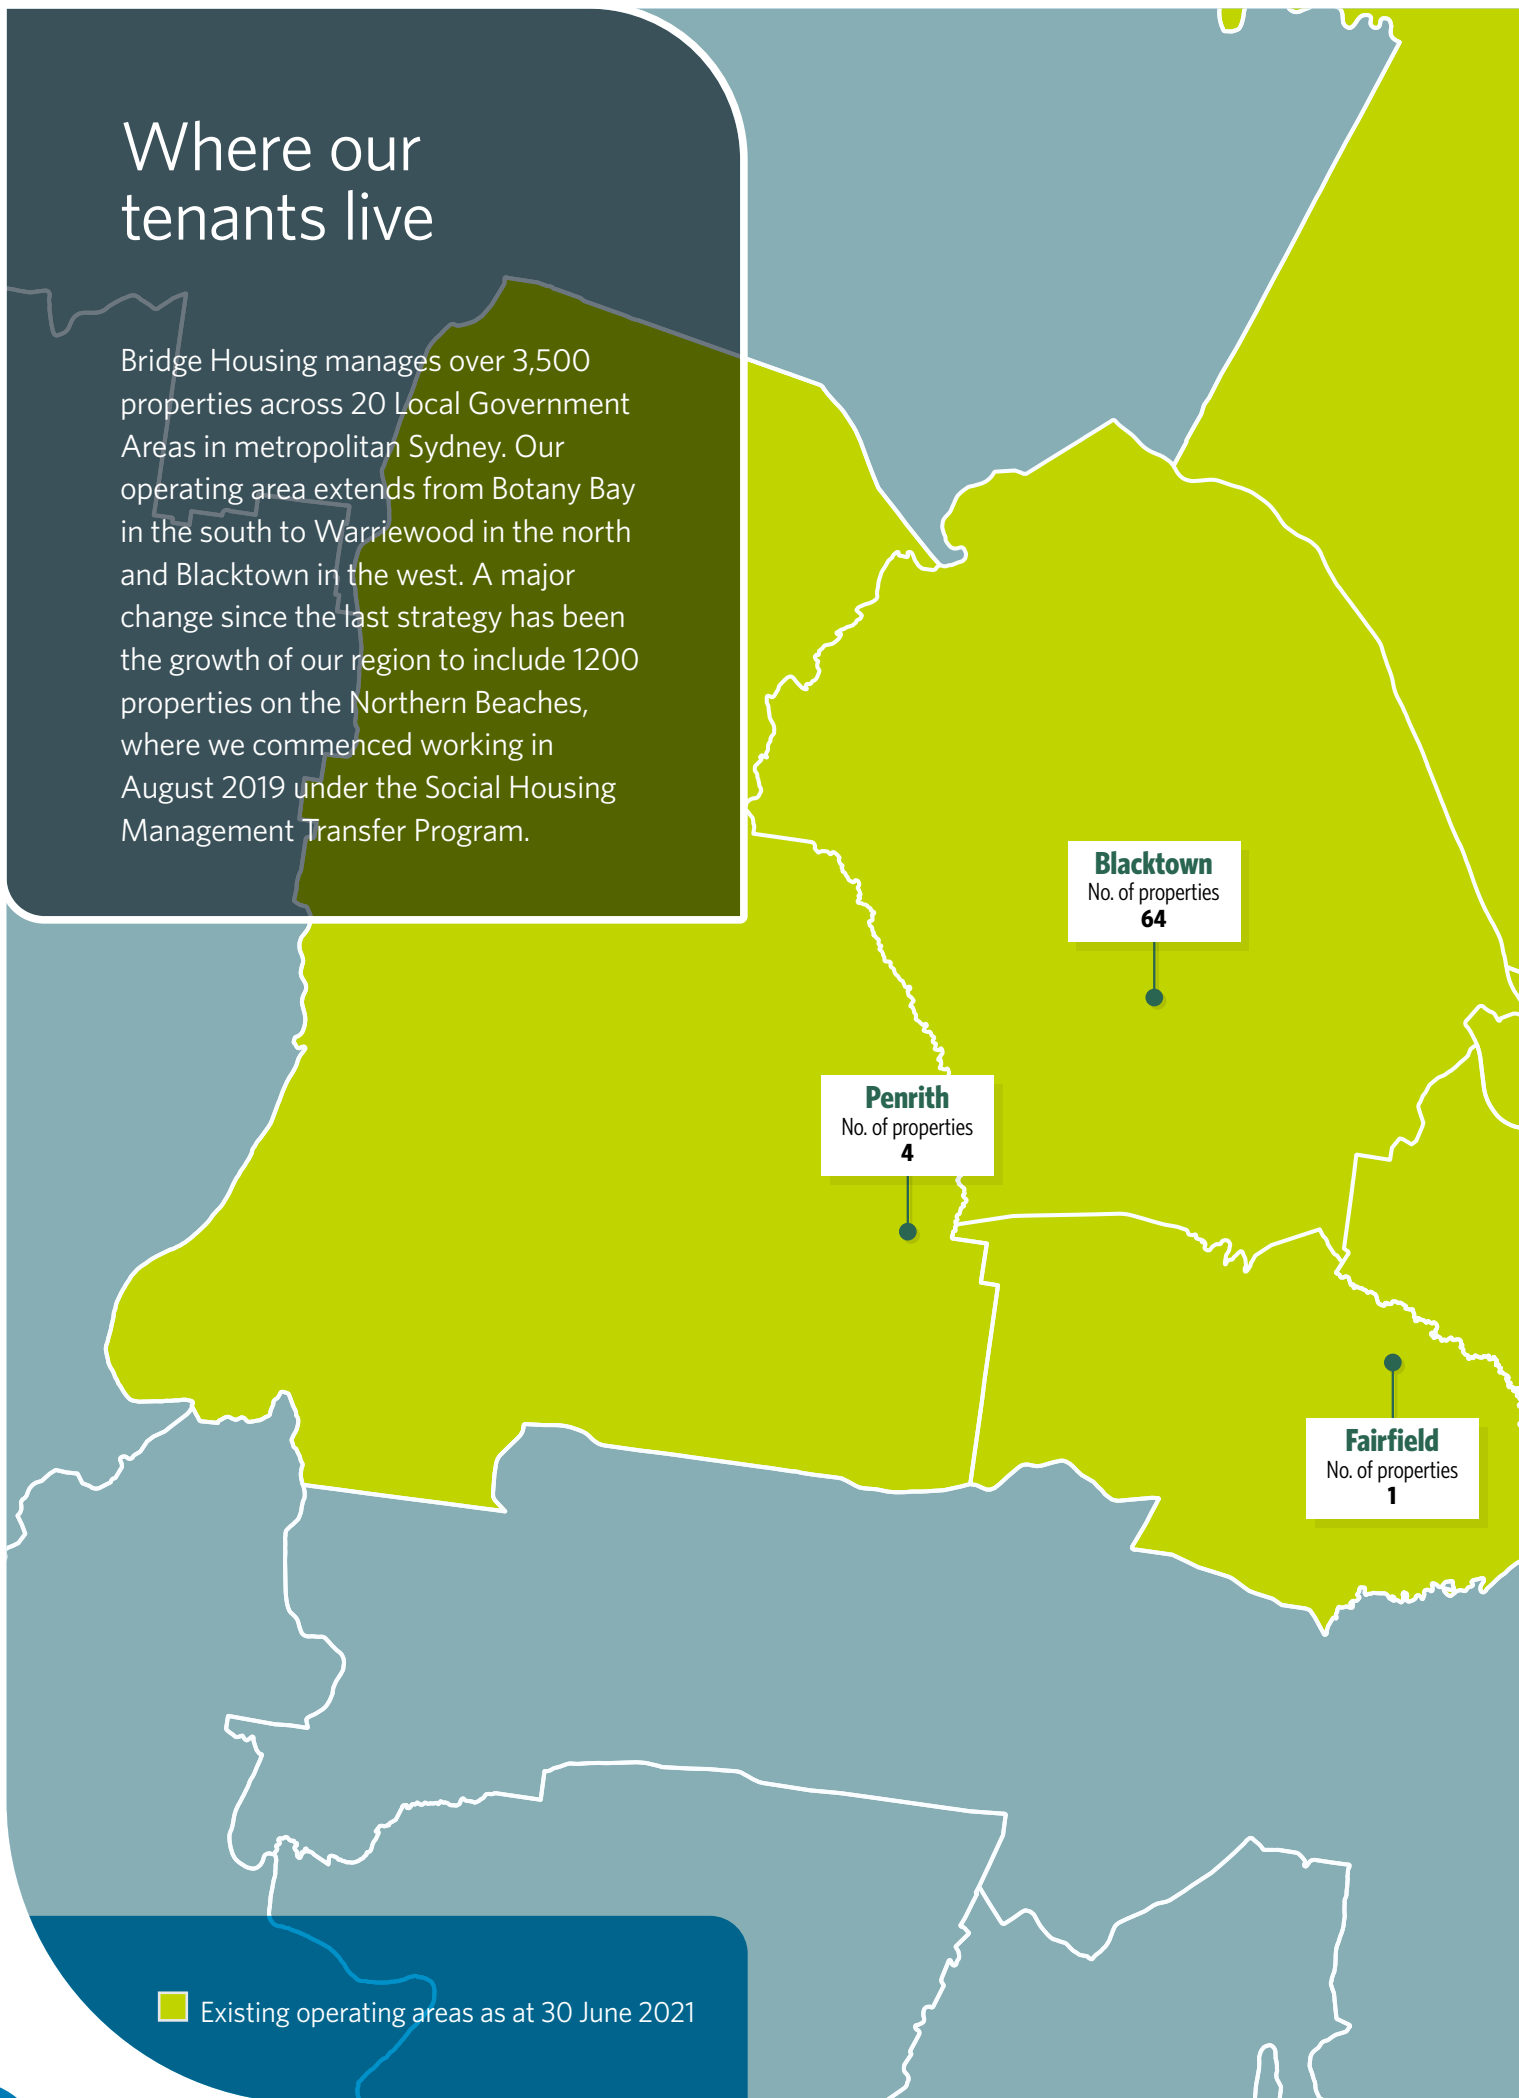 Where our
tenants live
Bridge Housing manages over 3,500
properties across 20 Local Government
Areas in metropolitan Sydney. Our
operating area extends from Botany Bay
in the south to Warriewood in the north
and Blacktown in the west. A major
change since the last strategy has been
the growth of our region to include 1200
properties on the Northern Beaches,
where we commenced working in
August 2019 under the Social Housing
Management Transfer Program.
Blacktown
No. of properties
64
Penrith
No. of properties
4
Fairfield
No. of properties
1
Existing operating areas as at 30 June 2021